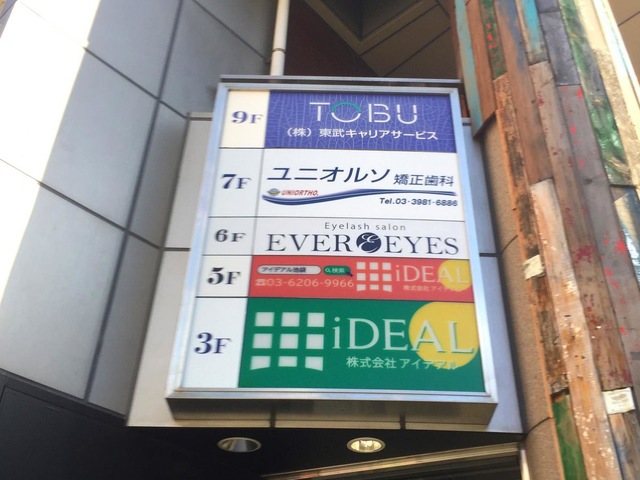 9F
TOBU
(株) 東武キャリアサービス
7F
ユニオルソ 矯正歯科
UNIORTHO.
Tel.03-3981-6886
6F
Eyelash salon
EVER & EYES
5F
アイデアル池袋 検索
☎03-6206-9966
iDEAL
株式会社 アイデアル
3F
iDEAL
株式会社 アイデアル